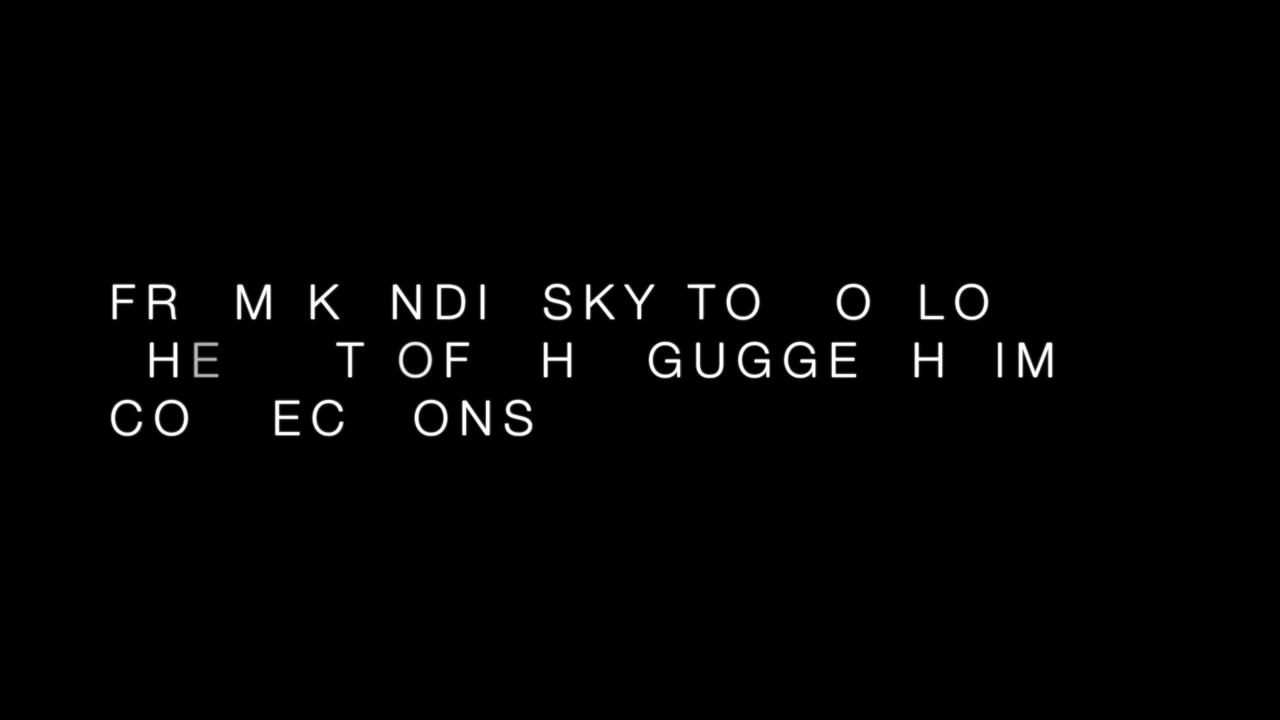 FR M K NDI SKY TO O LO
HE T OF H GUGGE H IM
CO EC ONS